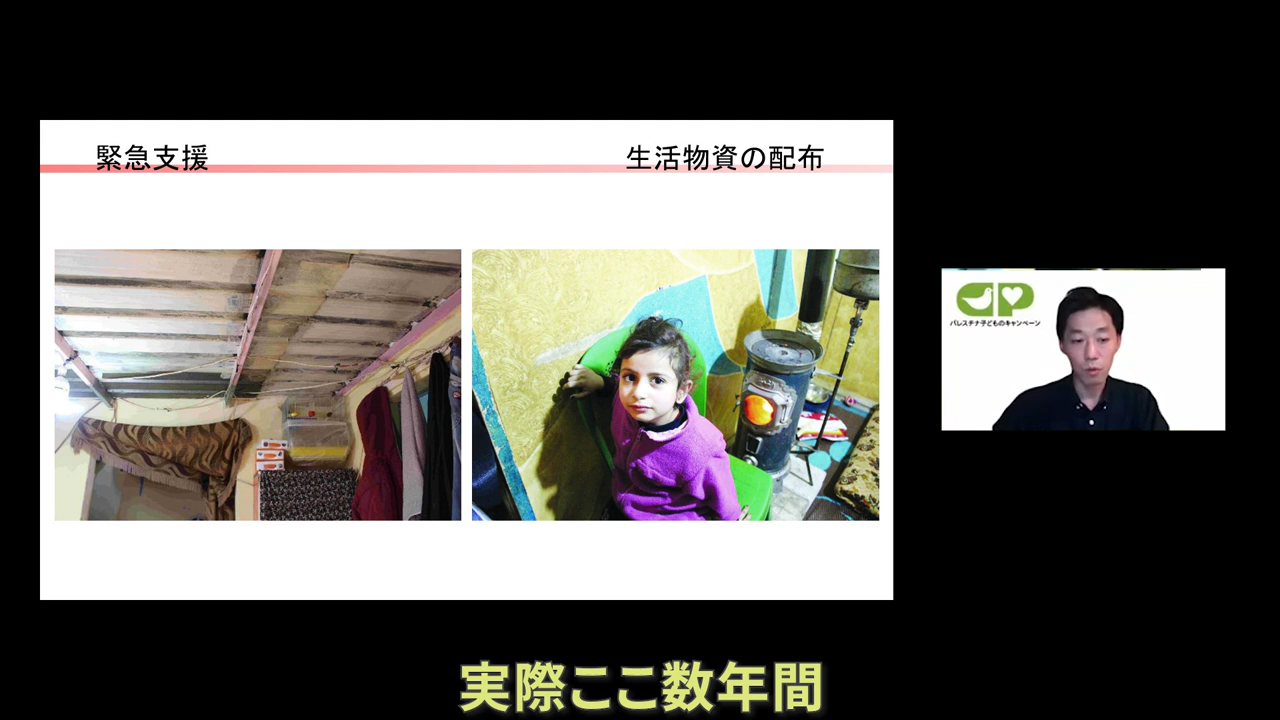 緊急支援
生活物資の配布
パレスチナ子どものキャンペーン
実際ここ数年間